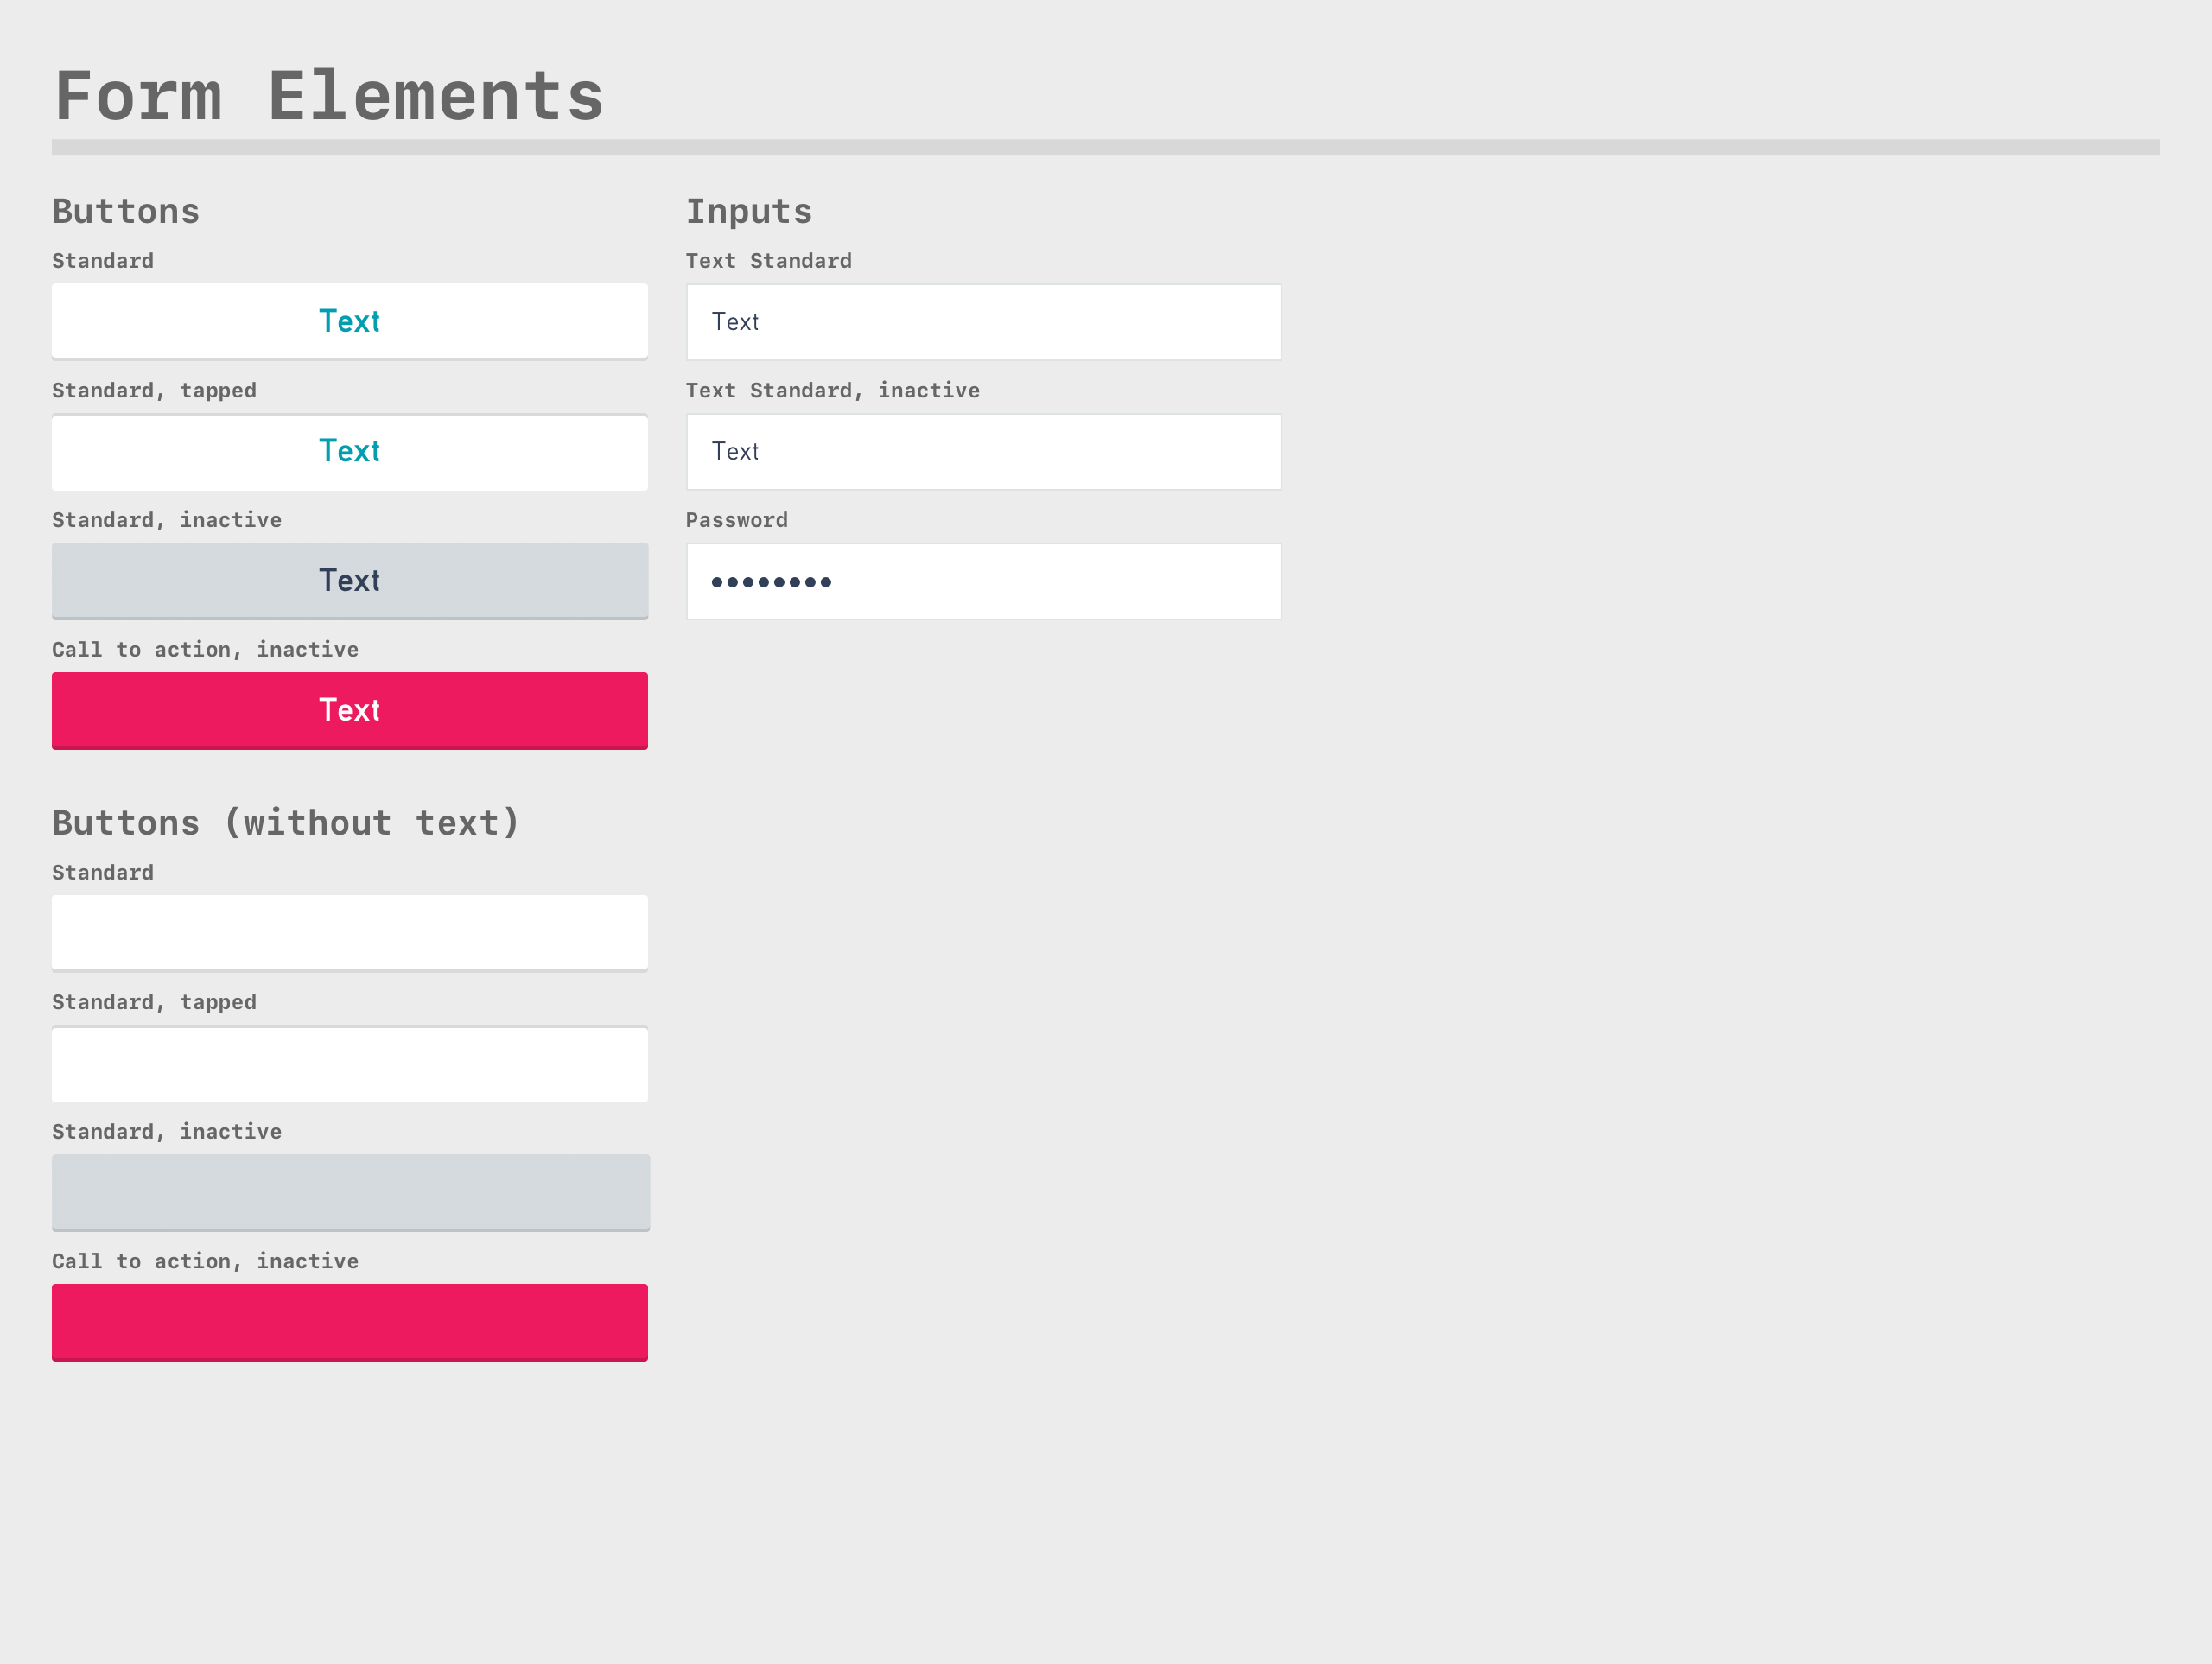 Form Elements
Buttons
Standard
Text
Standard, tapped
Text
Standard, inactive
Text
Call to action, inactive
Text
Buttons (without text)
Standard
Standard, tapped
Standard, inactive
Call to action, inactive
Inputs
Text Standard
Text
Text Standard, inactive
Text
Password
••••••••